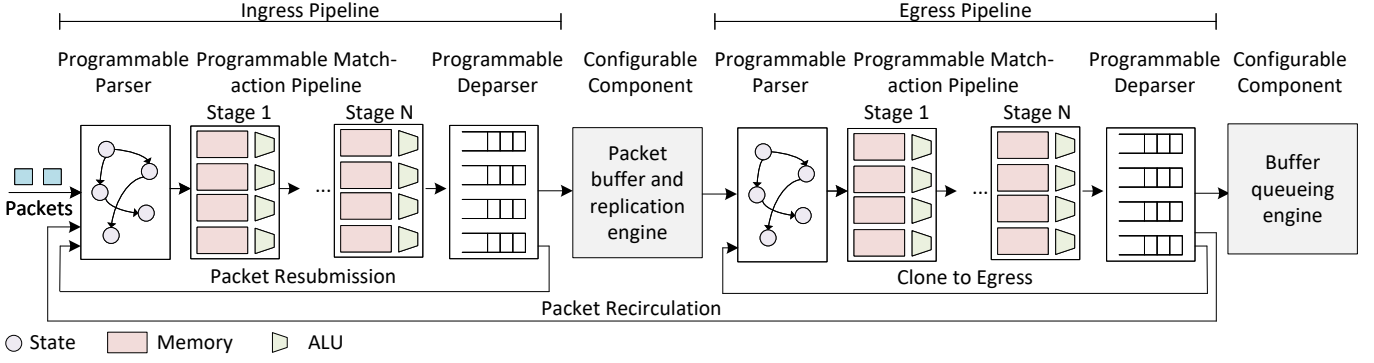 Ingress Pipeline
Egress Pipeline
Programmable
Parser
Programmable Match-
action Pipeline
Programmable
Deparser
Configurable
Component
Programmable
Parser
Programmable Match-
action Pipeline
Programmable
Deparser
Configurable
Component
Stage 1
Stage N
Stage 1
Stage N
Packets
...
Packet
buffer and
replication
engine
...
Buffer
queueing
engine
Packet Resubmission
Clone to Egress
Packet Recirculation
State
Memory
ALU